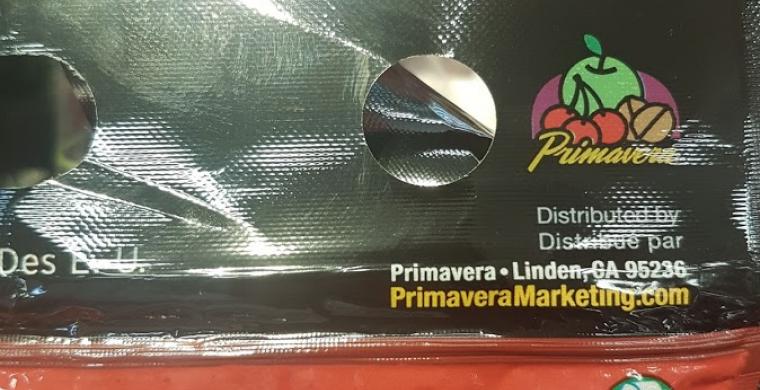 Primavera
Distributed by
Distribué par
Des É. U.
Primavera • Linden, CA 95236
PrimaveraMarketing.com